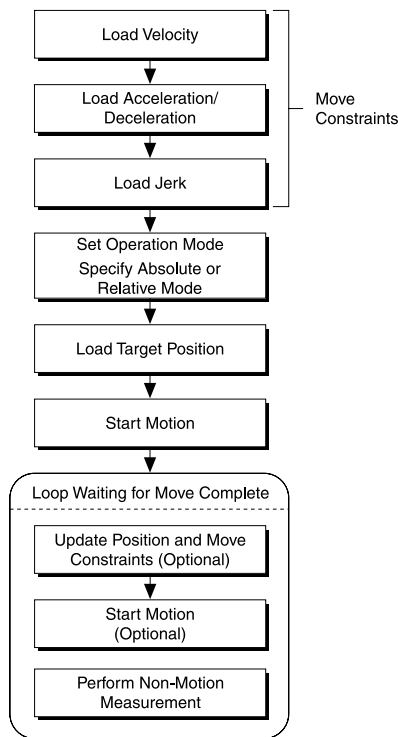 Load Velocity
Load Acceleration/
Deceleration
Move
Constraints
Load Jerk
Set Operation Mode
Specify Absolute or
Relative Mode
Load Target Position
Start Motion
Loop Waiting for Move Complete
Update Position and Move
Constraints (Optional)
Start Motion
(Optional)
Perform Non-Motion
Measurement